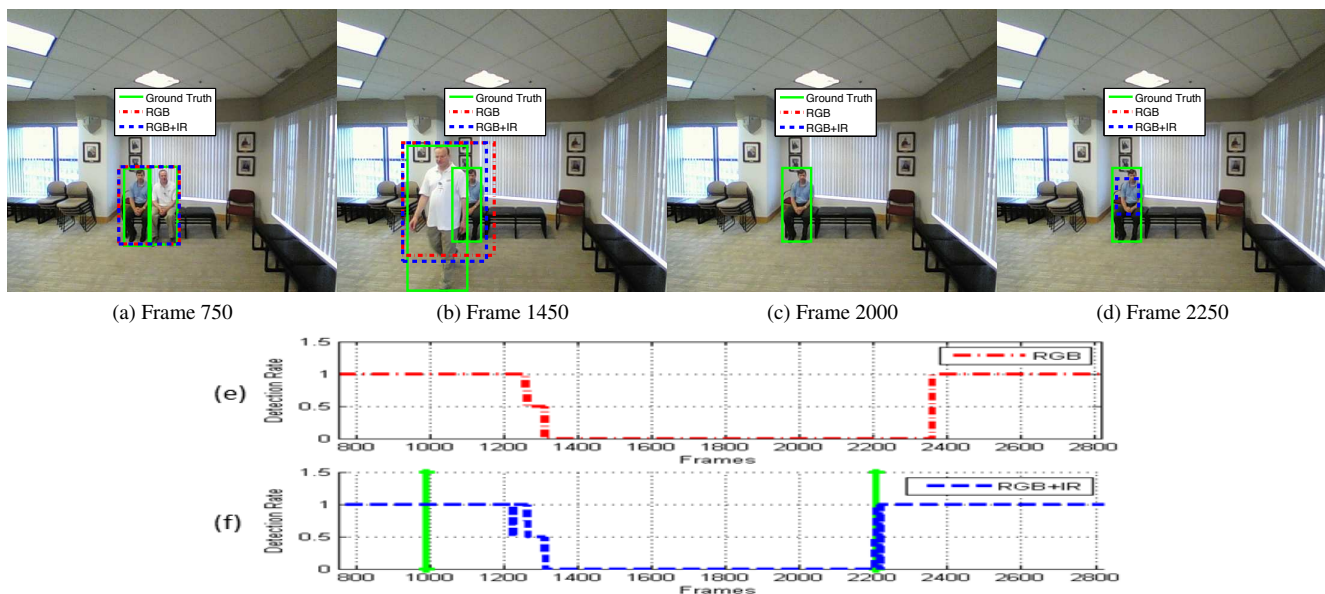 Ground Truth
RGB
RGB+IR
Ground Truth
RGB
RGB+IR
Ground Truth
RGB
RGB+IR
Ground Truth
RGB
RGB+IR
(a) Frame 750
(b) Frame 1450
(c) Frame 2000
(d) Frame 2250
(e)
Detection Rate
1.5
1
0.5
0
RGB
800 1000 1200 1400 1600 1800 2000 2200 2400 2600 2800
Frames
(f)
Detection Rate
1.5
1
0.5
0
RGB+IR
800 1000 1200 1400 1600 1800 2000 2200 2400 2600 2800
Frames